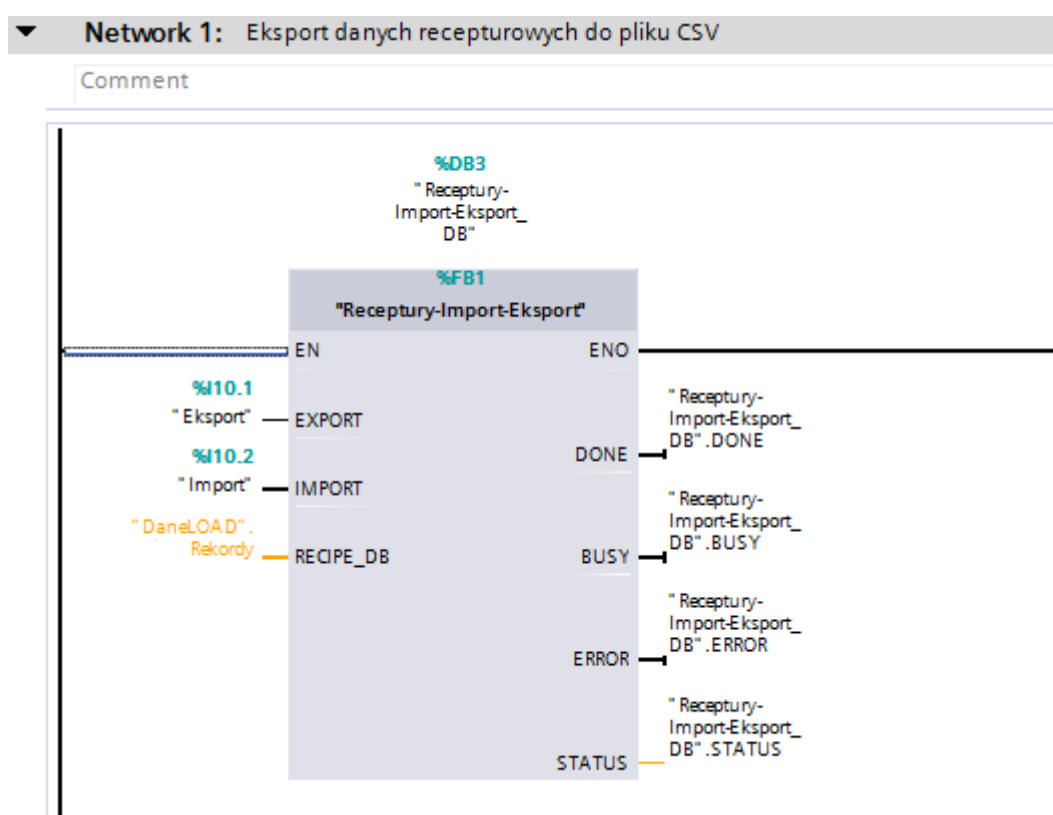 Network 1: Eksport danych recepturowych do pliku CSV
Comment
%DB3
"Receptury-
Import-Eksport_
DB"
%FB1
"Receptury-Import-Eksport"
EN ENO
%I10.1
"Eksport" EXPORT
"Receptury-
Import-Eksport_
DB".DONE
DONE
%I10.2
"Import" IMPORT
"Receptury-
Import-Eksport_
DB".BUSY
BUSY
"DaneLOAD".
Rekordy
RECIPE_DB
"Receptury-
Import-Eksport_
DB".ERROR
ERROR
"Receptury-
Import-Eksport_
DB".STATUS
STATUS